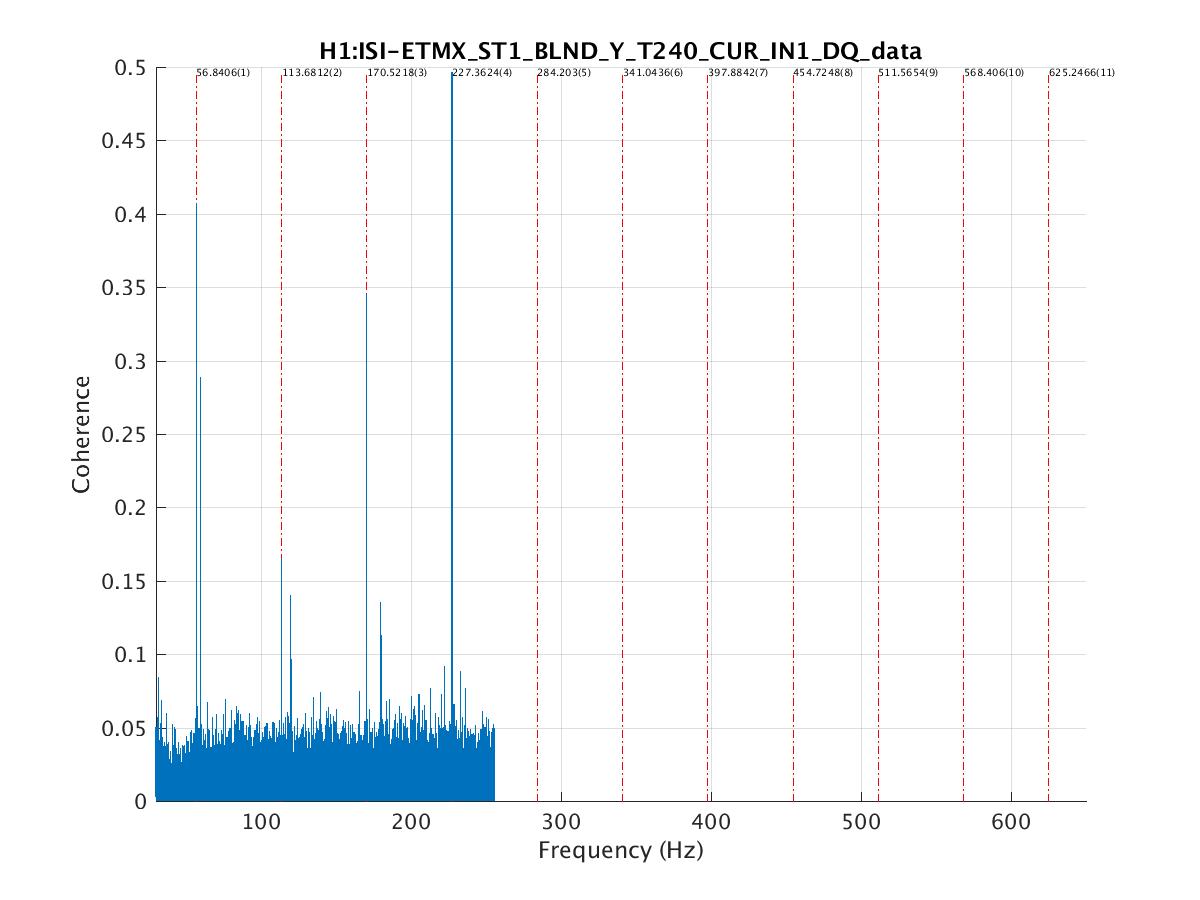 H1:ISI-ETMX_ST1_BLND_Y_T240_CUR_IN1_DQ_data
56.8406(1) 113.6812(2) 170.5218(3) 227.3624(4) 284.203(5) 341.0436(6) 397.8842(7) 454.7248(8) 511.5654(9) 568.406(10) 625.2466(11)
0.5
0.45
0.4
0.35
0.3
0.25
0.2
0.15
0.1
0.05
0
Coherence
100 200 300 400 500 600
Frequency (Hz)